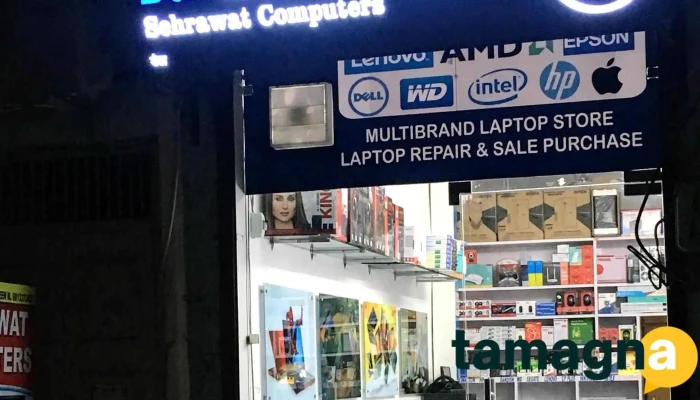 Sehrawat Computers
Lenovo AMD EPSON
DELL WD intel hp
MULTIBRAND LAPTOP STORE
LAPTOP REPAIR & SALE PURCHASE
KING
WAT
TERS
tamagna